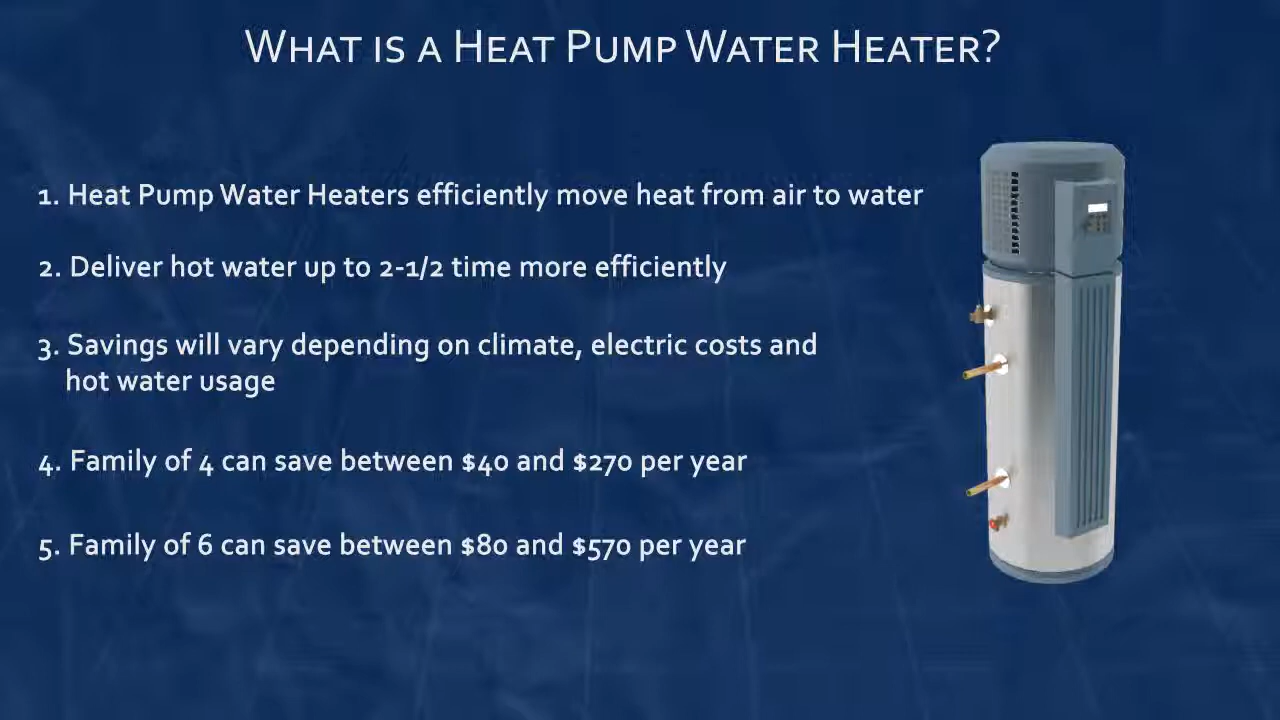 What is a Heat Pump Water Heater?
1. Heat Pump Water Heaters efficiently move heat from air to water
2. Deliver hot water up to 2-1/2 time more efficiently
3. Savings will vary depending on climate, electric costs and
hot water usage
4. Family of 4 can save between $40 and $270 per year
5. Family of 6 can save between $80 and $570 per year